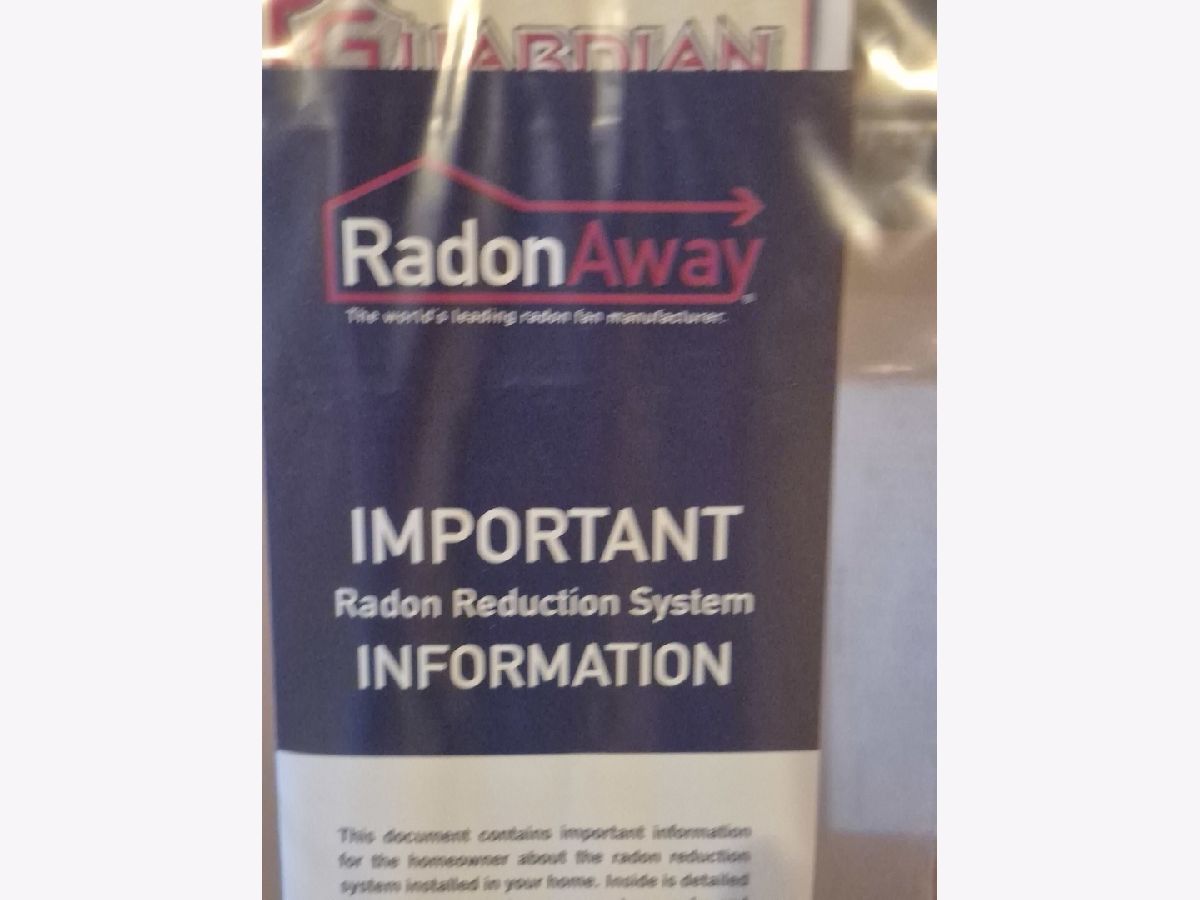 GUARDIAN
RadonAway
The world's leading radon fan manufacturer.
IMPORTANT
Radon Reduction System
INFORMATION
This document contains important information
for the homeowner about the radon reduction
system installed in your home. Inside is detailed